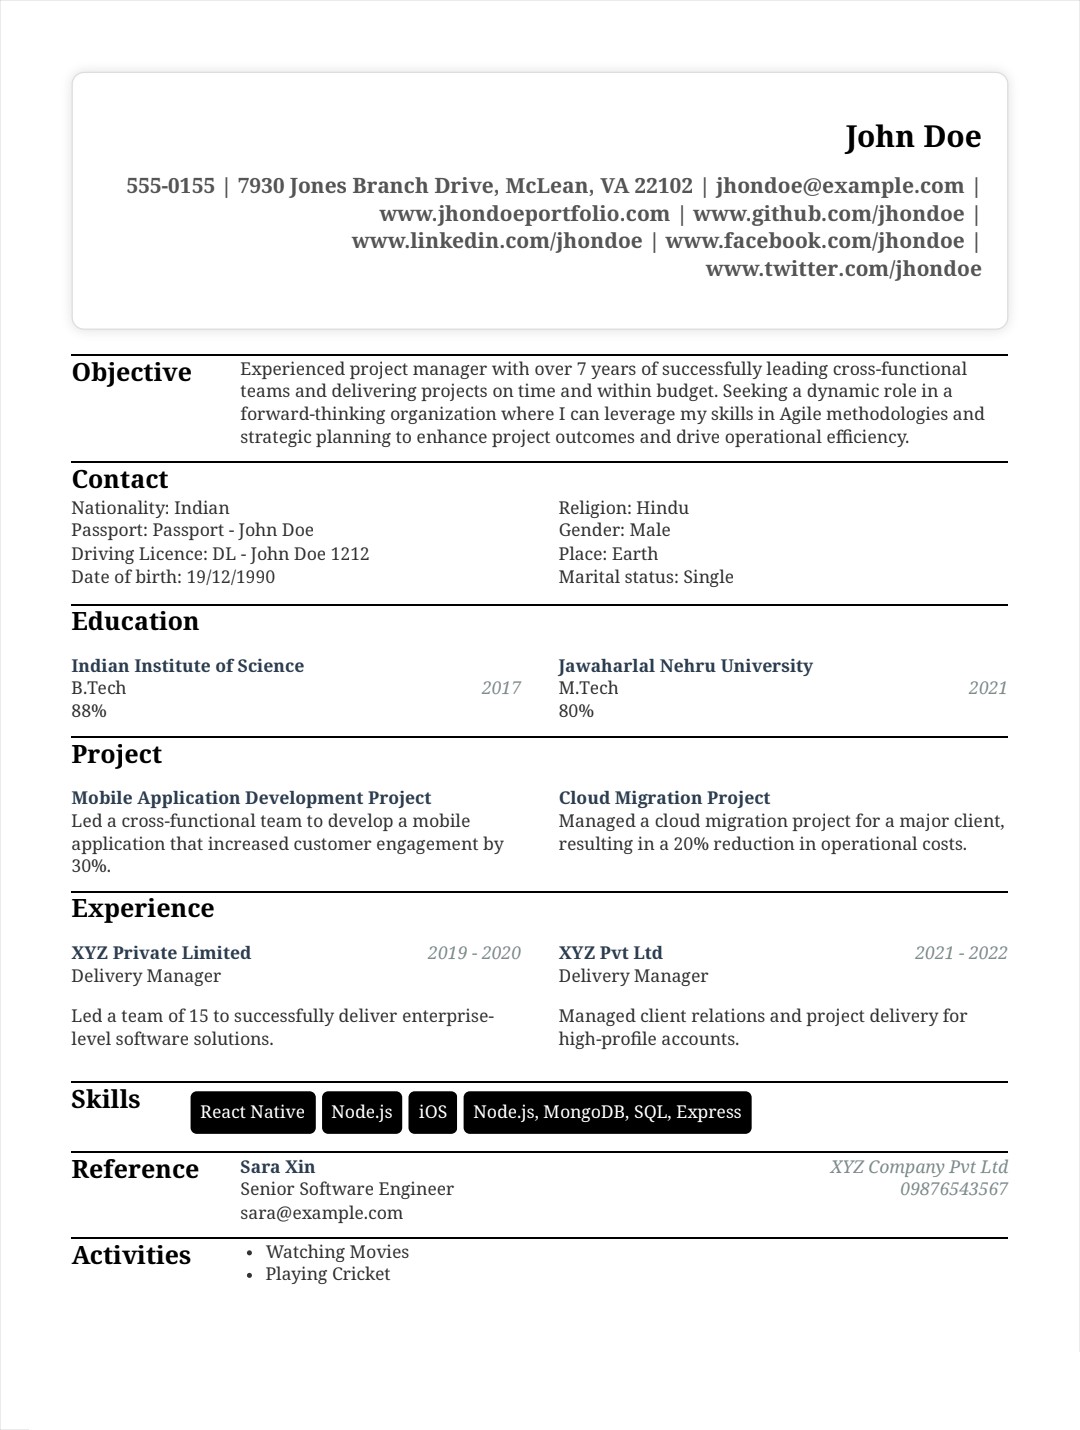 John Doe
555-0155 | 7930 Jones Branch Drive, McLean, VA 22102 | jhondoe@example.com |
www.jhondoeportfolio.com | www.github.com/jhondoe |
www.linkedin.com/jhondoe | www.facebook.com/jhondoe |
www.twitter.com/jhondoe
Objective
Experienced project manager with over 7 years of successfully leading cross-functional
teams and delivering projects on time and within budget. Seeking a dynamic role in a
forward-thinking organization where I can leverage my skills in Agile methodologies and
strategic planning to enhance project outcomes and drive operational efficiency.
Contact
Nationality: Indian
Passport: Passport - John Doe
Driving Licence: DL - John Doe 1212
Date of birth: 19/12/1990
Religion: Hindu
Gender: Male
Place: Earth
Marital status: Single
Education
Indian Institute of Science
B.Tech 2017
88%
Jawaharlal Nehru University
M.Tech 2021
80%
Project
Mobile Application Development Project
Led a cross-functional team to develop a mobile
application that increased customer engagement by
30%.
Cloud Migration Project
Managed a cloud migration project for a major client,
resulting in a 20% reduction in operational costs.
Experience
XYZ Private Limited 2019 - 2020
Delivery Manager
Led a team of 15 to successfully deliver enterprise-
level software solutions.
XYZ Pvt Ltd 2021 - 2022
Delivery Manager
Managed client relations and project delivery for
high-profile accounts.
Skills
React Native Node.js iOS Node.js, MongoDB, SQL, Express
Reference
Sara Xin XYZ Company Pvt Ltd
Senior Software Engineer 09876543567
sara@example.com
Activities
• Watching Movies
• Playing Cricket